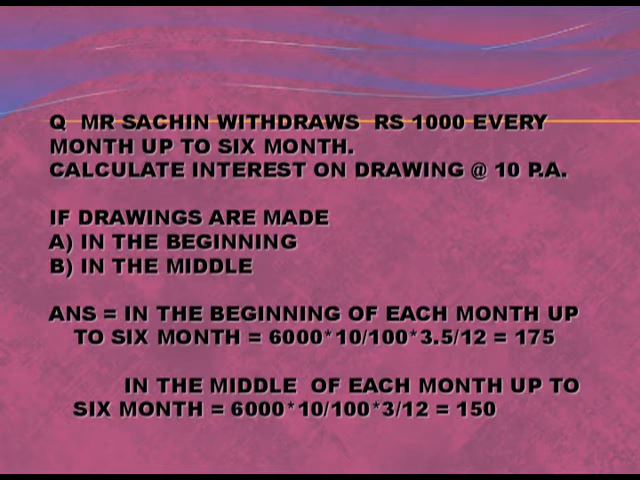 Q MR SACHIN WITHDRAWS RS 1000 EVERY
MONTH UP TO SIX MONTH.
CALCULATE INTEREST ON DRAWING @ 10 P.A.
IF DRAWINGS ARE MADE
A) IN THE BEGINNING
B) IN THE MIDDLE
ANS = IN THE BEGINNING OF EACH MONTH UP
TO SIX MONTH = 6000*10/100*3.5/12 = 175
IN THE MIDDLE OF EACH MONTH UP TO
SIX MONTH = 6000*10/100*3/12 = 150